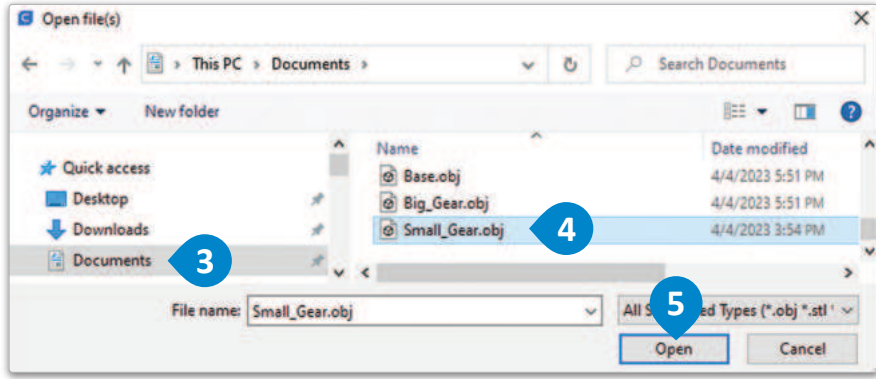 Open file(s)
This PC > Documents >
Search Documents
Organize
New folder
Name
Date modified
Quick access
Desktop
Downloads
Documents
3
Base.obj
4/4/2023 5:51 PM
Big_Gear.obj
4/4/2023 5:51 PM
Small_Gear.obj
4
4/4/2023 3:54 PM
File name: Small_Gear.obj
All S ed Types (*.obj *.stl
5
Open
Cancel